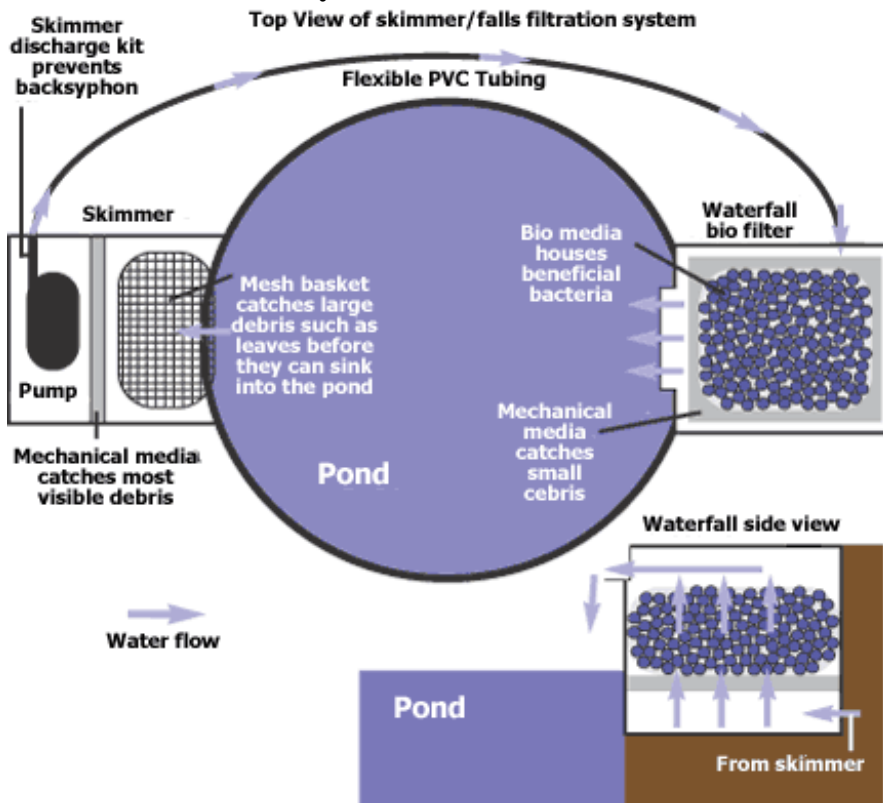 Top View of skimmer/falls filtration system
Skimmer
discharge kit
prevents
backsyphon
Flexible PVC Tubing
Skimmer
Waterfall
bio filter
Bio media
houses
beneficial
bacteria
Mesh basket
catches large
debris such as
leaves before
they can sink
into the pond
Pump
Mechanical media
catches most
visible debris
Pond
Mechanical
media
catches
small
cebris
Waterfall side view
Water flow
Pond
From skimmer